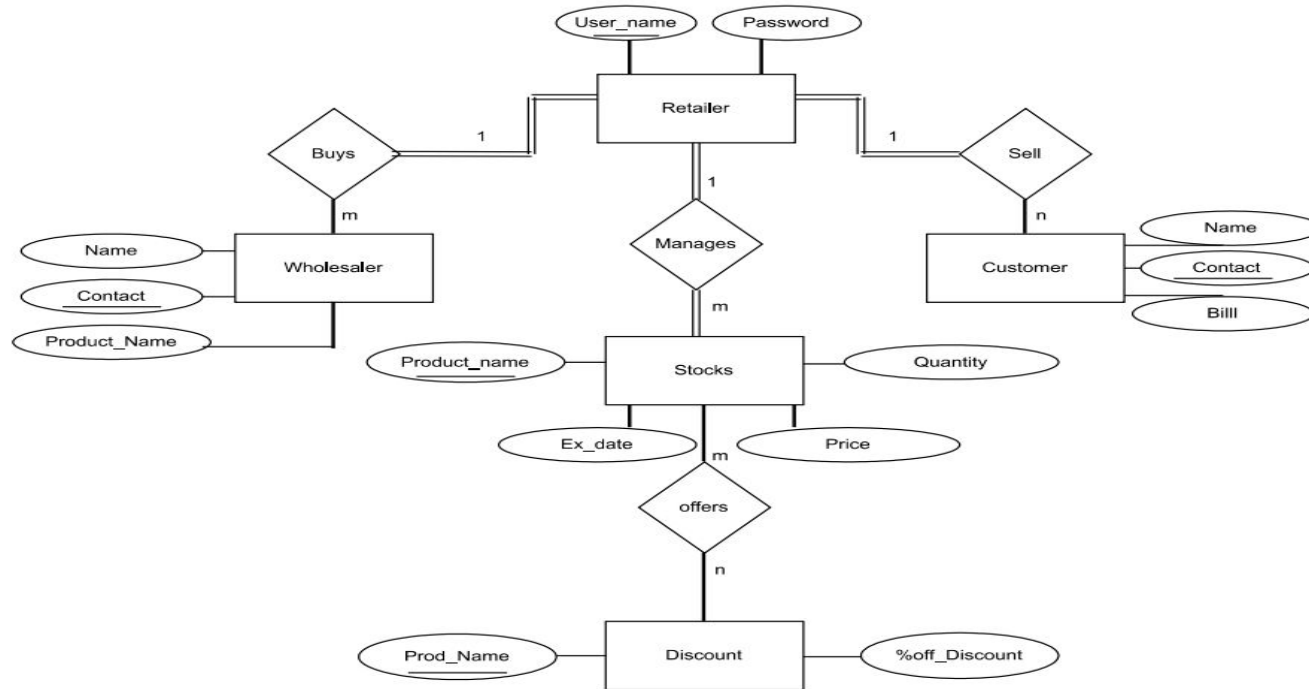 User_name
Password
Retailer
1
1
Buys
Sell
1
m
n
Name
Wholesaler
Manages
Customer
Name
Contact
Contact
Product_Name
m
Billl
Product_name
Stocks
Quantity
Ex_date
Price
m
offers
n
Prod_Name
Discount
%off_Discount